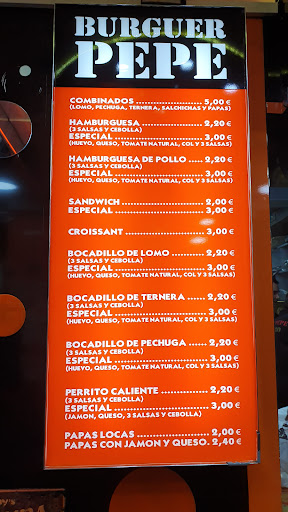 BURGUER
PEPE
COMBINADOS ................. 5,00 €
(LOMO, PECHUGA, TERNERA, SALCHICHAS Y PAPAS)
HAMBURGUESA ............... 2,20 €
(3 SALSAS Y CEBOLLA)
ESPECIAL ....................... 3,00 €
(HUEVO, QUESO, TOMATE NATURAL, COL Y 3 SALSAS)
HAMBURGUESA DE POLLO ..... 2,20 €
(3 SALSAS Y CEBOLLA)
ESPECIAL ....................... 3,00 €
(HUEVO, QUESO, TOMATE NATURAL, COL Y 3 SALSAS)
SANDWICH ..................... 2,00 €
ESPECIAL ....................... 3,00 €
CROISSANT ..................... 3,00 €
BOCADILLO DE LOMO ......... 2,20 €
(3 SALSAS Y CEBOLLA)
ESPECIAL ....................... 3,00 €
(HUEVO, QUESO, TOMATE NATURAL, COL Y 3 SALSAS)
BOCADILLO DE TERNERA ..... 2,20 €
(3 SALSAS Y CEBOLLA)
ESPECIAL ....................... 3,00 €
(HUEVO, QUESO, TOMATE NATURAL, COL Y 3 SALSAS)
BOCADILLO DE PECHUGA ..... 2,20 €
(3 SALSAS Y CEBOLLA)
ESPECIAL ....................... 3,00 €
(HUEVO, QUESO, TOMATE NATURAL, COL Y 3 SALSAS)
PERRITO CALIENTE ............ 2,20 €
(3 SALSAS Y CEBOLLA)
ESPECIAL ....................... 3,00 €
(JAMON, QUESO, 3 SALSAS Y CEBOLLA)
PAPAS LOCAS .................. 2,00 €
PAPAS CON JAMON Y QUESO. 2,40 €